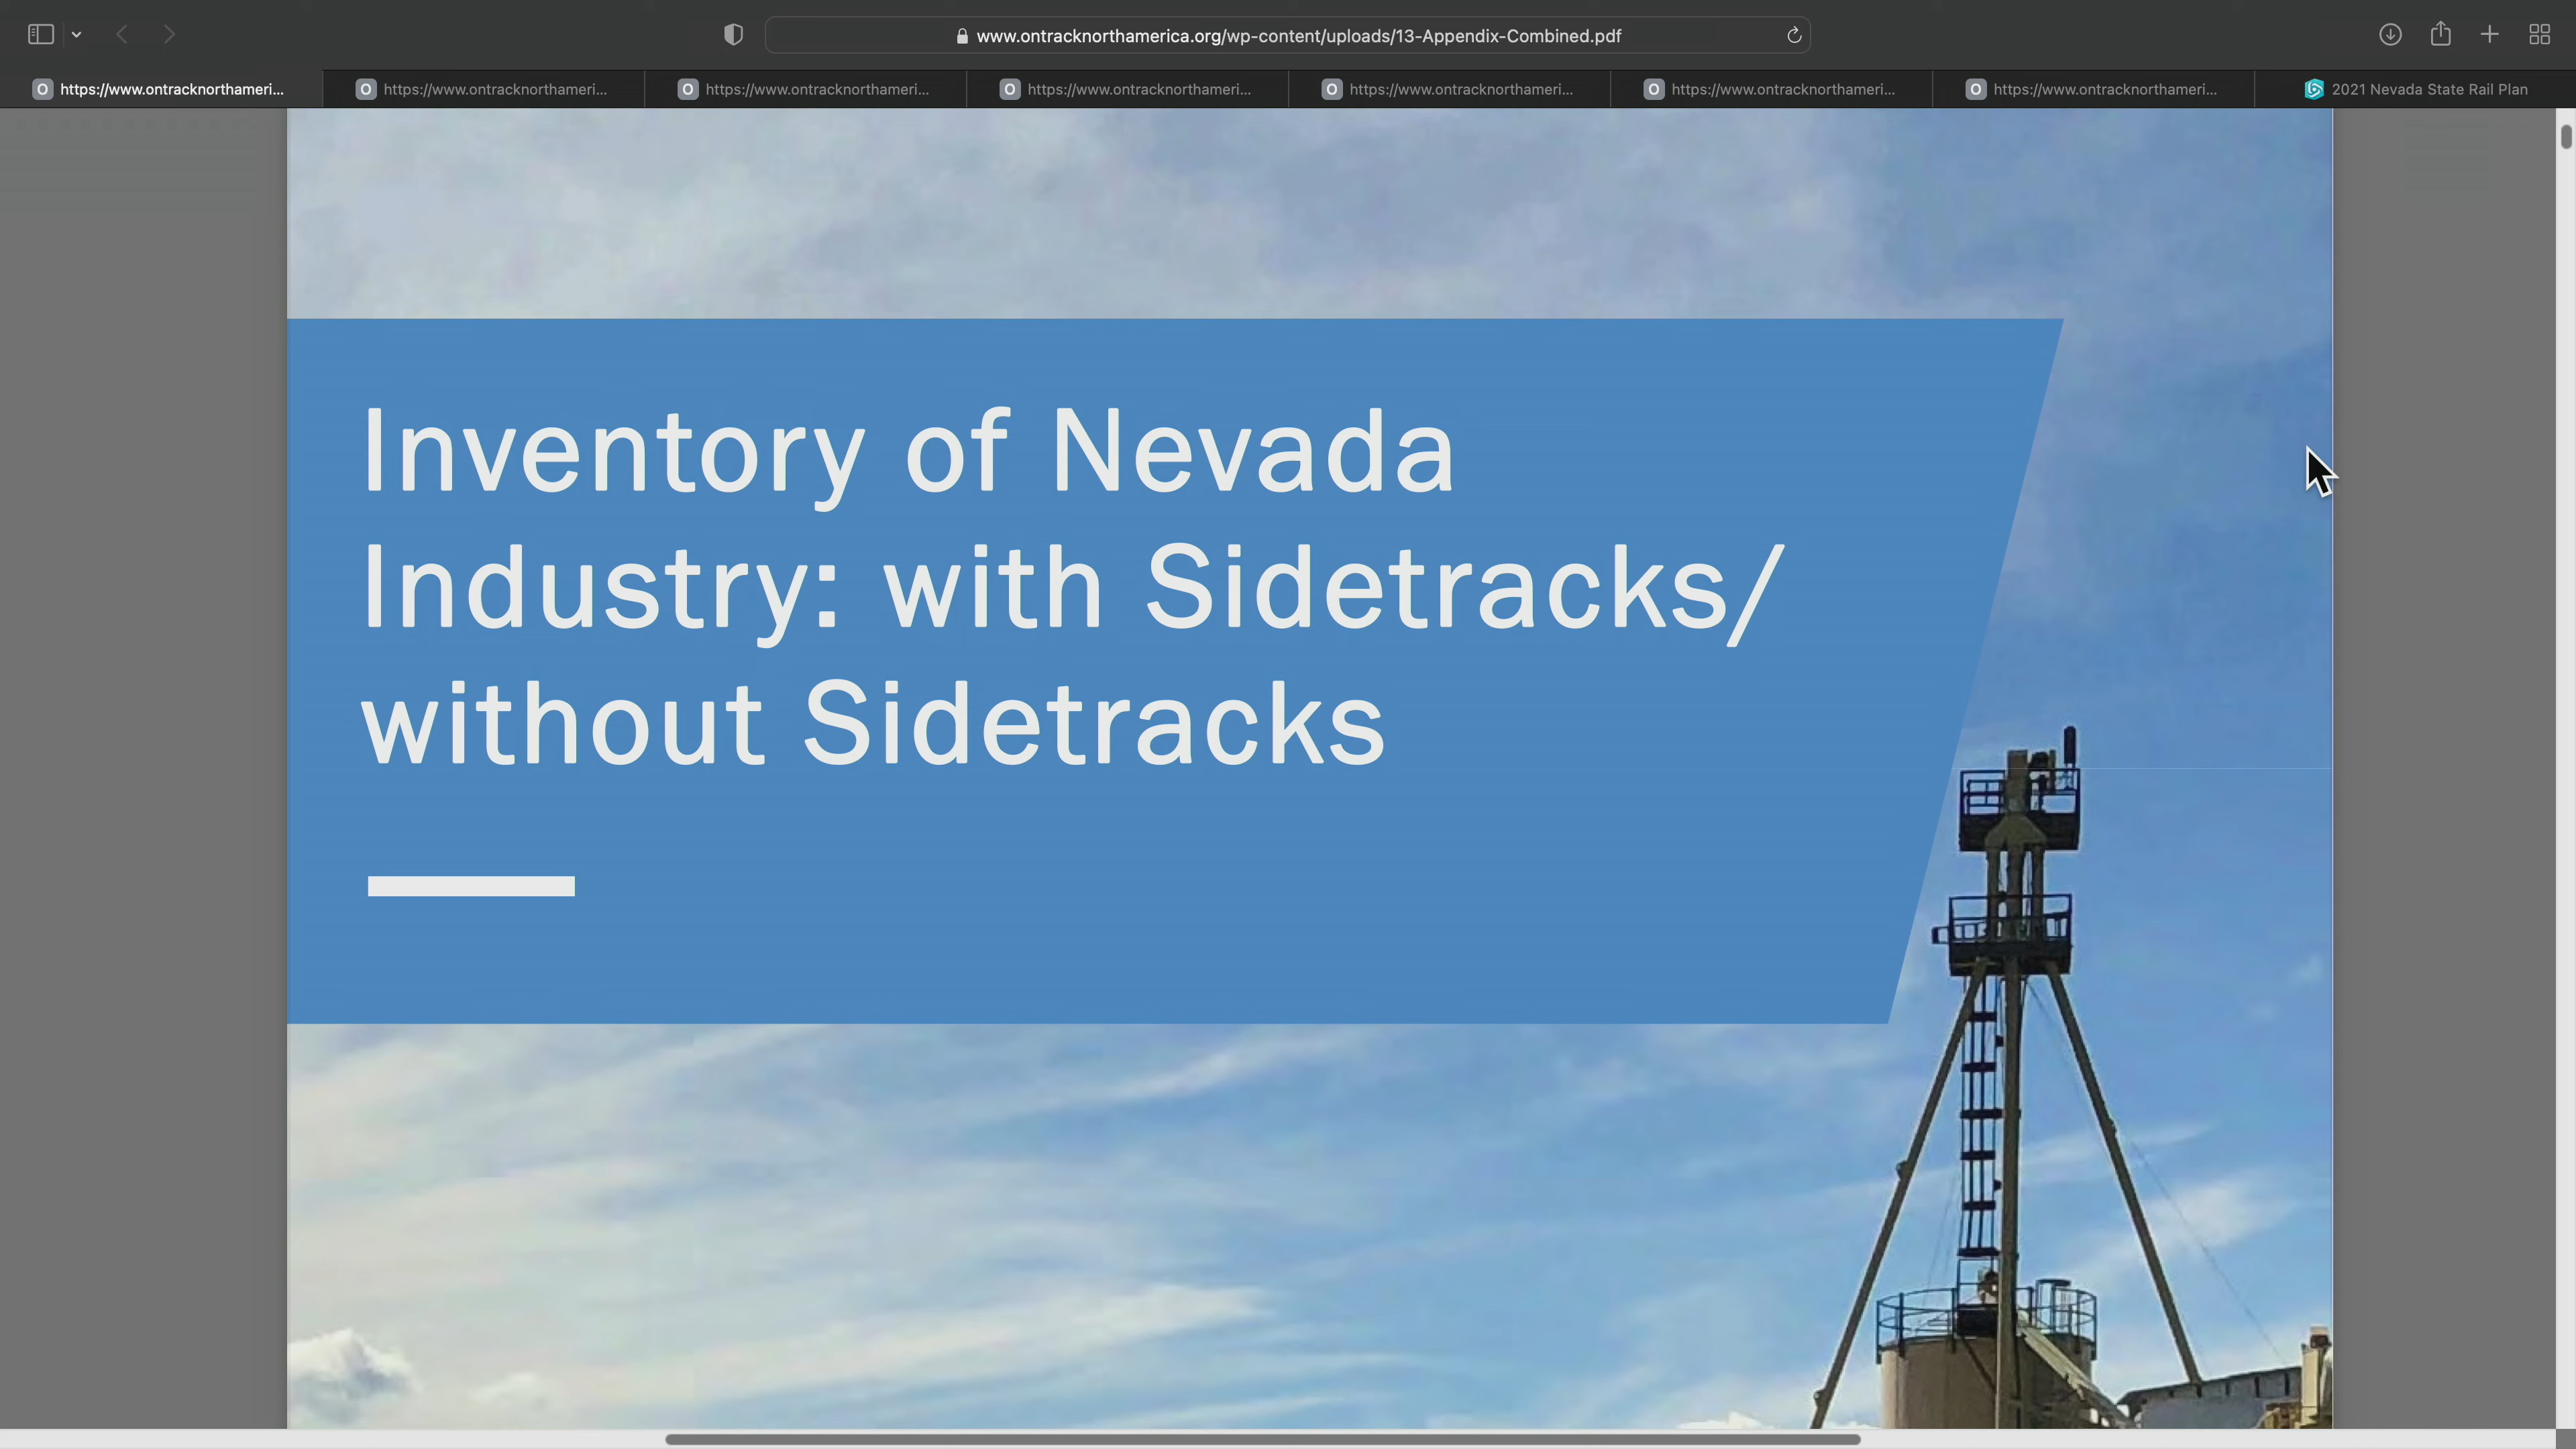 www.ontracknorthamerica.org/wp-content/uploads/13-Appendix-Combined.pdf
O https://www.ontracknorthameri...
O https://www.ontracknorthameri...
O https://www.ontracknorthameri...
O https://www.ontracknorthameri...
O https://www.ontracknorthameri...
O https://www.ontracknorthameri...
O https://www.ontracknorthameri...
2021 Nevada State Rail Plan
Inventory of Nevada
Industry: with Sidetracks/
without Sidetracks